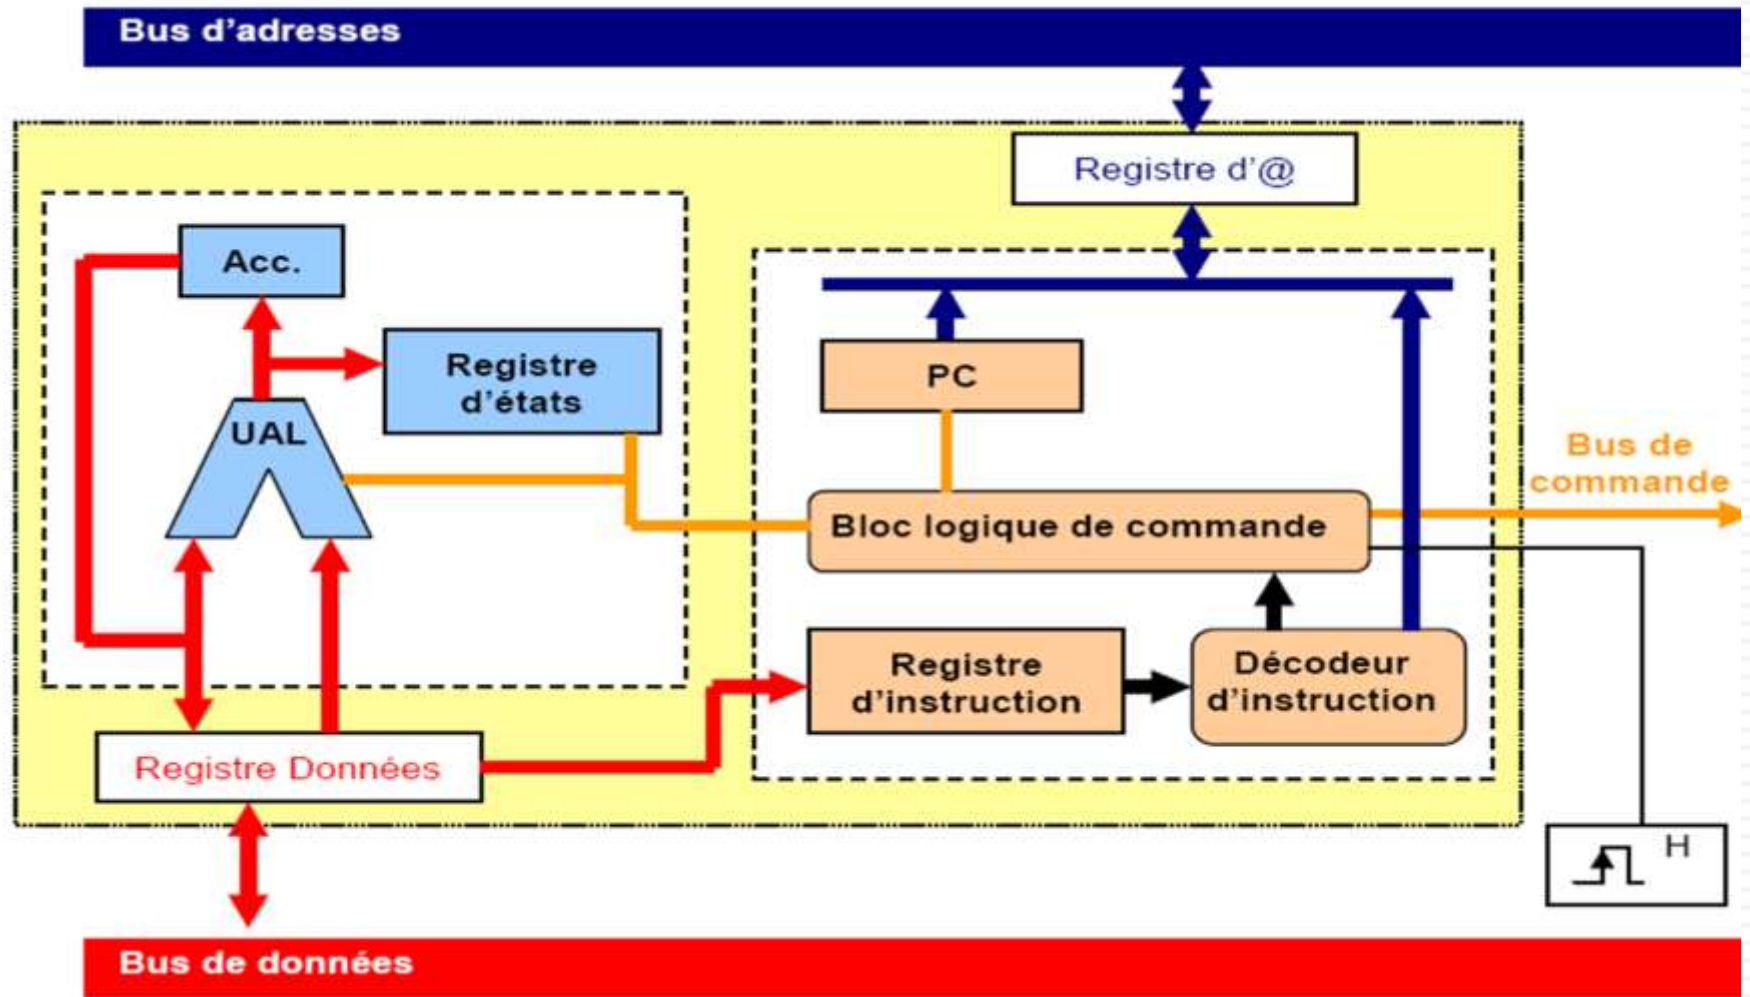 Bus d'adresses
Registre d'@
Acc.
Registre
d'états
UAL
PC
Bus de
commande
Bloc logique de commande
Registre
d'instruction
Décodeur
d'instruction
Registre Données
H
Bus de données